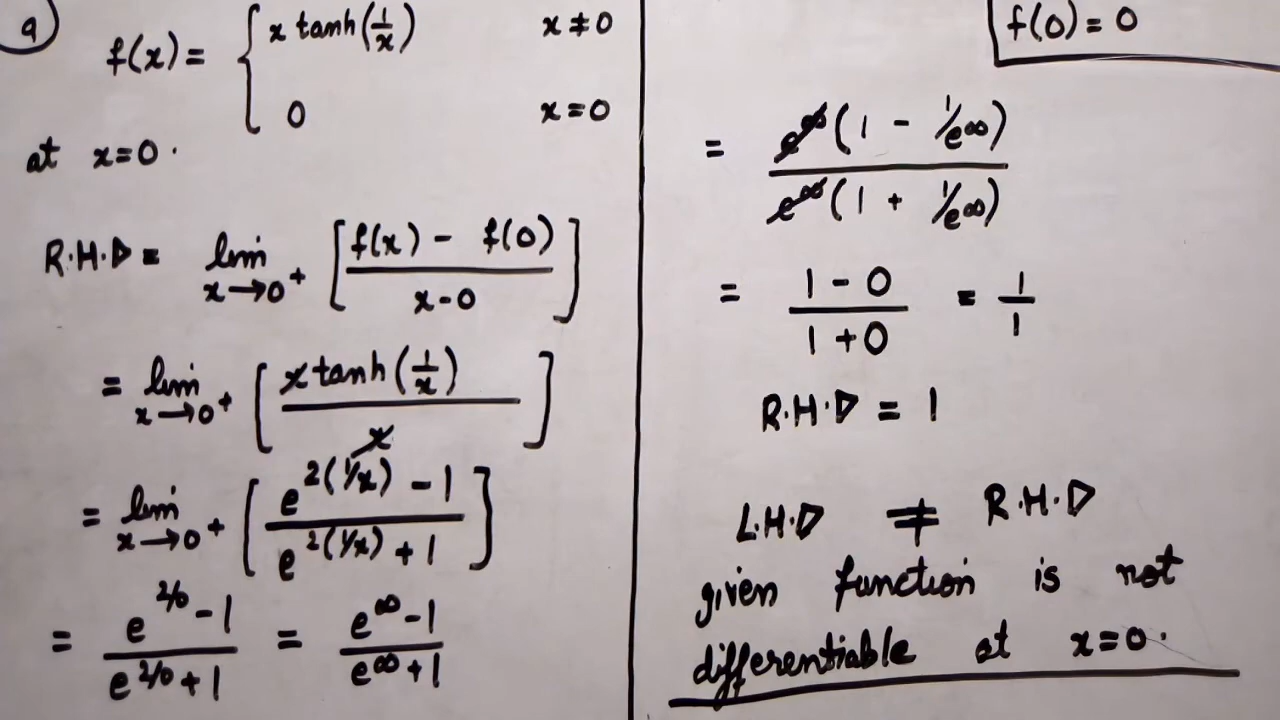 9
f(x) = { x tanh(1/x) x ≠ 0
0 x = 0
at x=0.
R.H.D = lim x→0+ [ f(x) - f(0) / x-0 ]
= lim x→0+ [ x tanh(1/x) / x ]
= lim x→0+ [ e^2(1/x) - 1 / e^2(1/x) + 1 ]
= e^2/0 - 1 / e^2/0 + 1 = e^∞ - 1 / e^∞ + 1
f(0) = 0
= e^∞ (1 - 1/e^∞) / e^∞ (1 + 1/e^∞)
= 1 - 0 / 1 + 0 = 1/1
R.H.D = 1
L.H.D ≠ R.H.D
given function is not
differentiable at x=0.